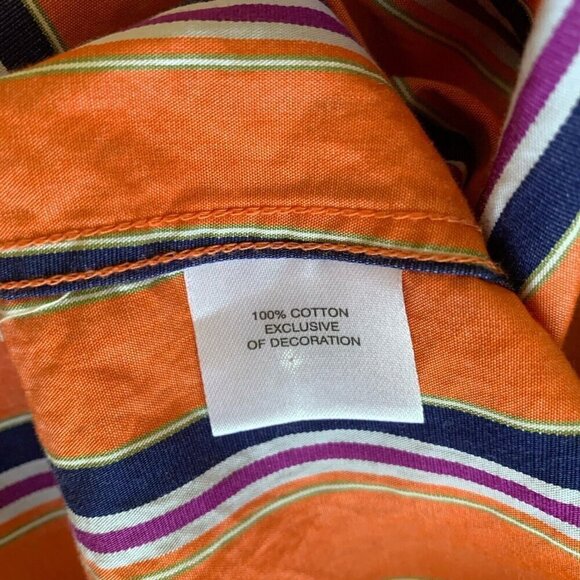 100% COTTON
EXCLUSIVE
OF DECORATION